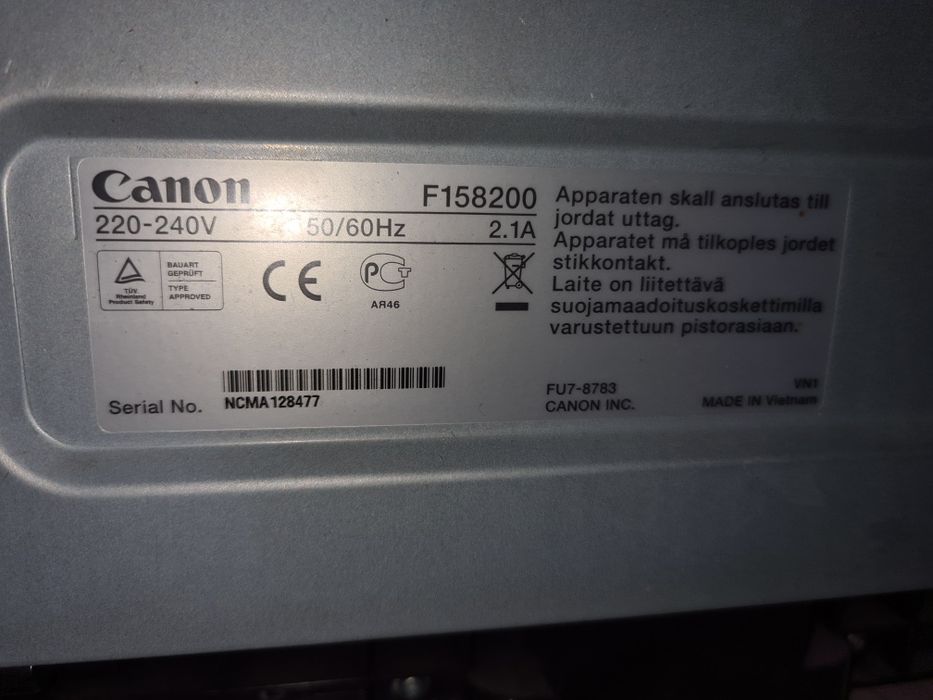 Canon F158200
220-240V 50/60Hz 2.1A
TÜV
Rheinland
Product Safety
BAUART
GEPRÜFT
TYPE
APPROVED
CE
РСТ
АЯ46
Apparaten skall anslutas till
jordat uttag.
Apparatet må tilkoples jordet
stikkontakt.
Laite on liitettävä
suojamaadoituskoskettimilla
varustettuun pistorasiaan.
Serial No. NCMA128477
FU7-8783 VN1
CANON INC. MADE IN Vietnam